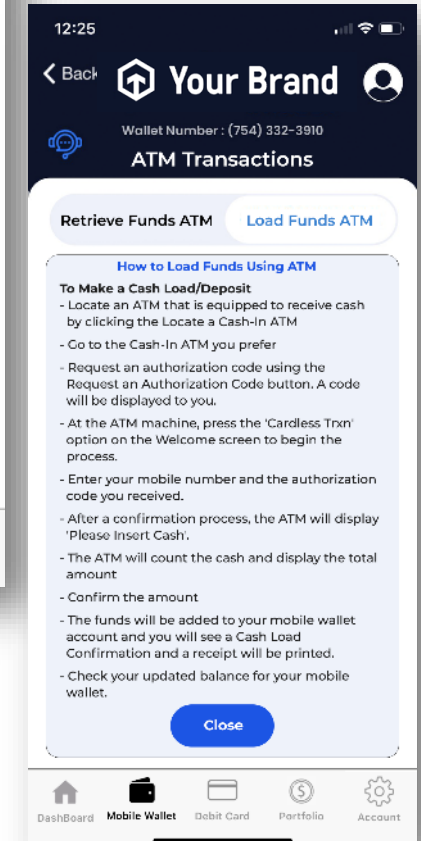 12:25
Back
Your Brand
Wallet Number : (754) 332-3910
ATM Transactions
Retrieve Funds ATM
Load Funds ATM
How to Load Funds Using ATM
To Make a Cash Load/Deposit
- Locate an ATM that is equipped to receive cash
by clicking the Locate a Cash-In ATM
- Go to the Cash-In ATM you prefer
- Request an authorization code using the
Request an Authorization Code button. A code
will be displayed to you.
- At the ATM machine, press the 'Cardless Trxn'
option on the Welcome screen to begin the
process.
- Enter your mobile number and the authorization
code you received.
- After a confirmation process, the ATM will display
'Please Insert Cash'.
- The ATM will count the cash and display the total
amount
- Confirm the amount
- The funds will be added to your mobile wallet
account and you will see a Cash Load
Confirmation and a receipt will be printed.
- Check your updated balance for your mobile
wallet.
Close
DashBoard
Mobile Wallet
Debit Card
Portfolio
Account